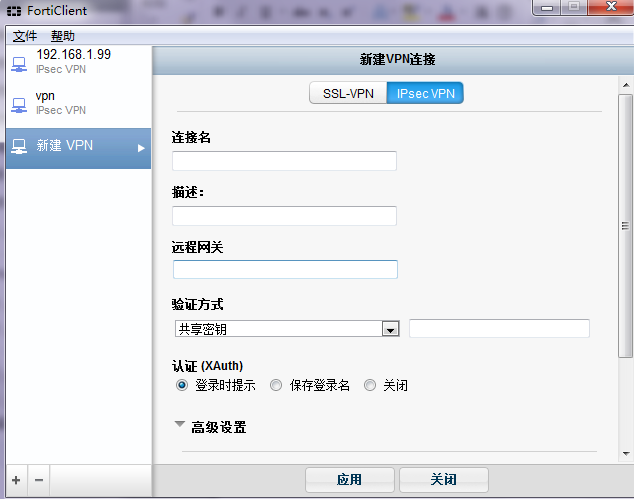 FortiClient
文件 帮助
192.168.1.99
IPsec VPN
vpn
IPsec VPN
新建 VPN
新建VPN连接
SSL-VPN IPsec VPN
连接名
描述：
远程网关
验证方式
共享密钥
认证 (XAuth)
登录时提示 保存登录名 关闭
高级设置
应用 关闭